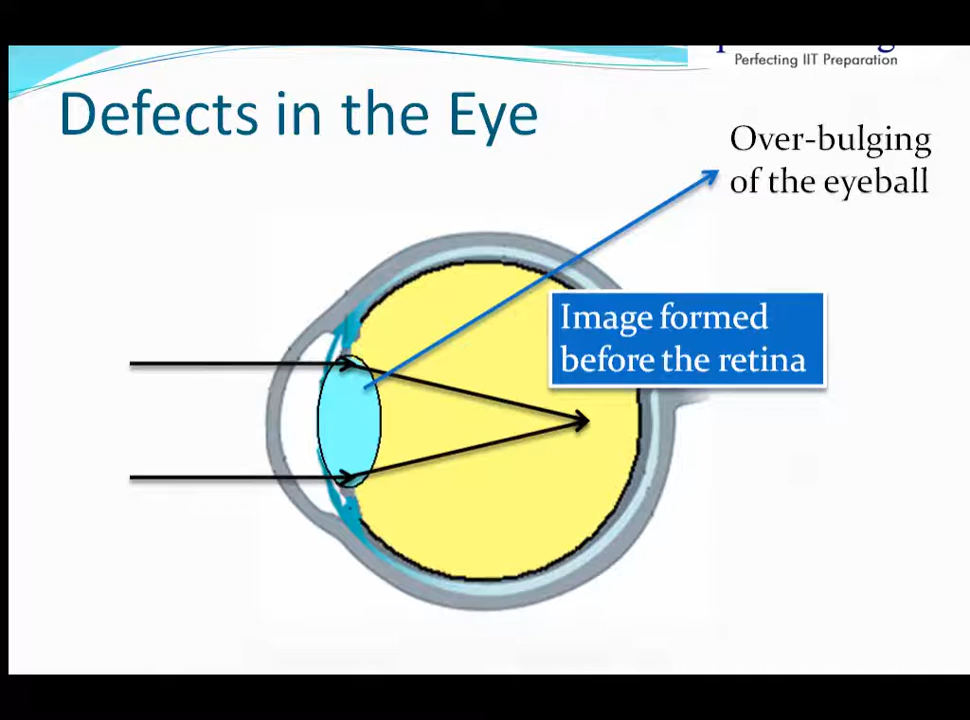 Perfecting IIT Preparation
Defects in the Eye
Over-bulging
of the eyeball
Image formed
before the retina